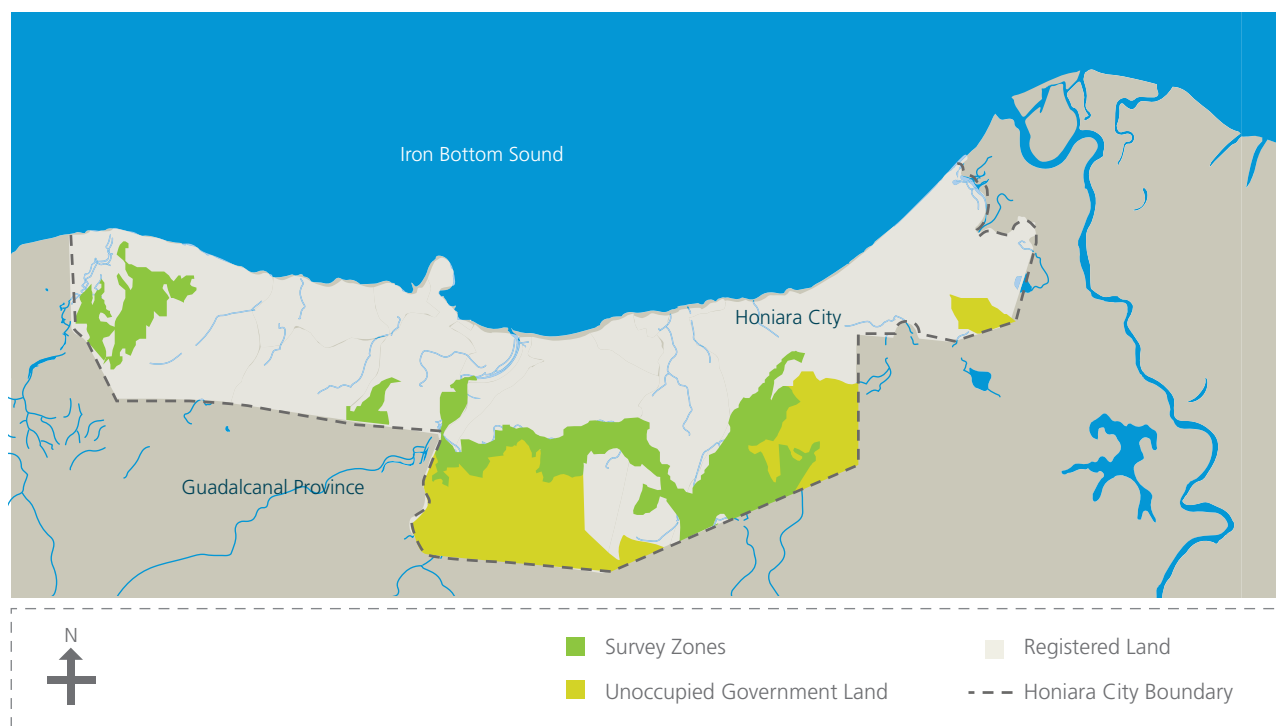 Iron Bottom Sound
Honiara City
Guadalcanal Province
N
Survey Zones
Registered Land
Unoccupied Government Land
Honiara City Boundary